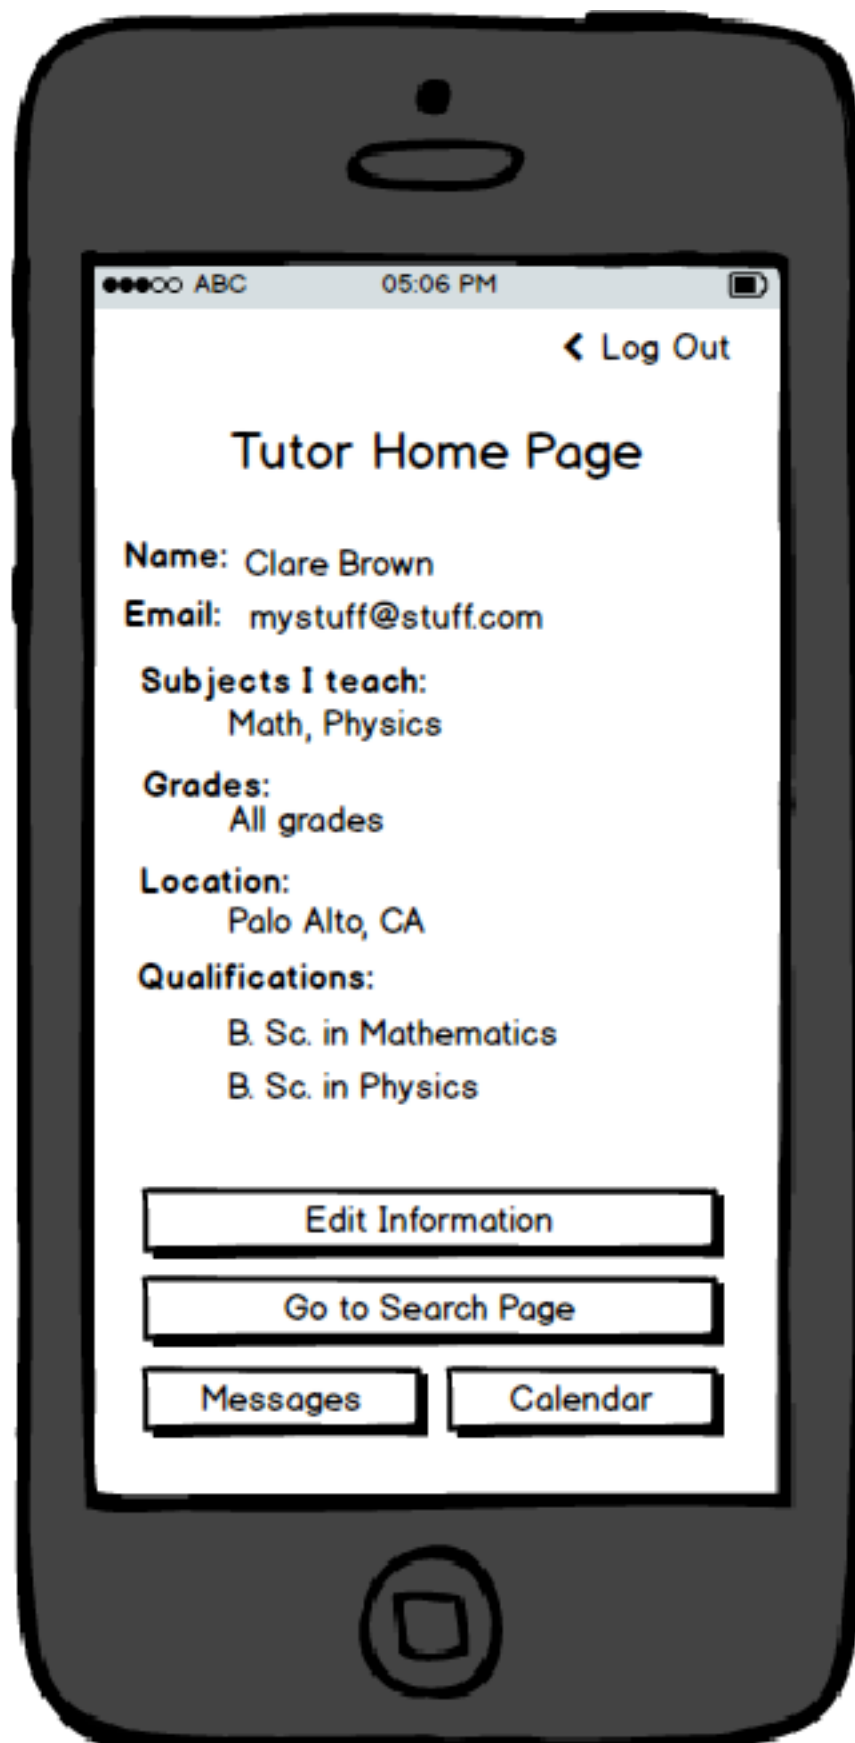 ABC 05:06 PM
< Log Out
Tutor Home Page
Name: Clare Brown
Email: mystuff@stuff.com
Subjects I teach:
Math, Physics
Grades:
All grades
Location:
Palo Alto, CA
Qualifications:
B. Sc. in Mathematics
B. Sc. in Physics
Edit Information
Go to Search Page
Messages Calendar